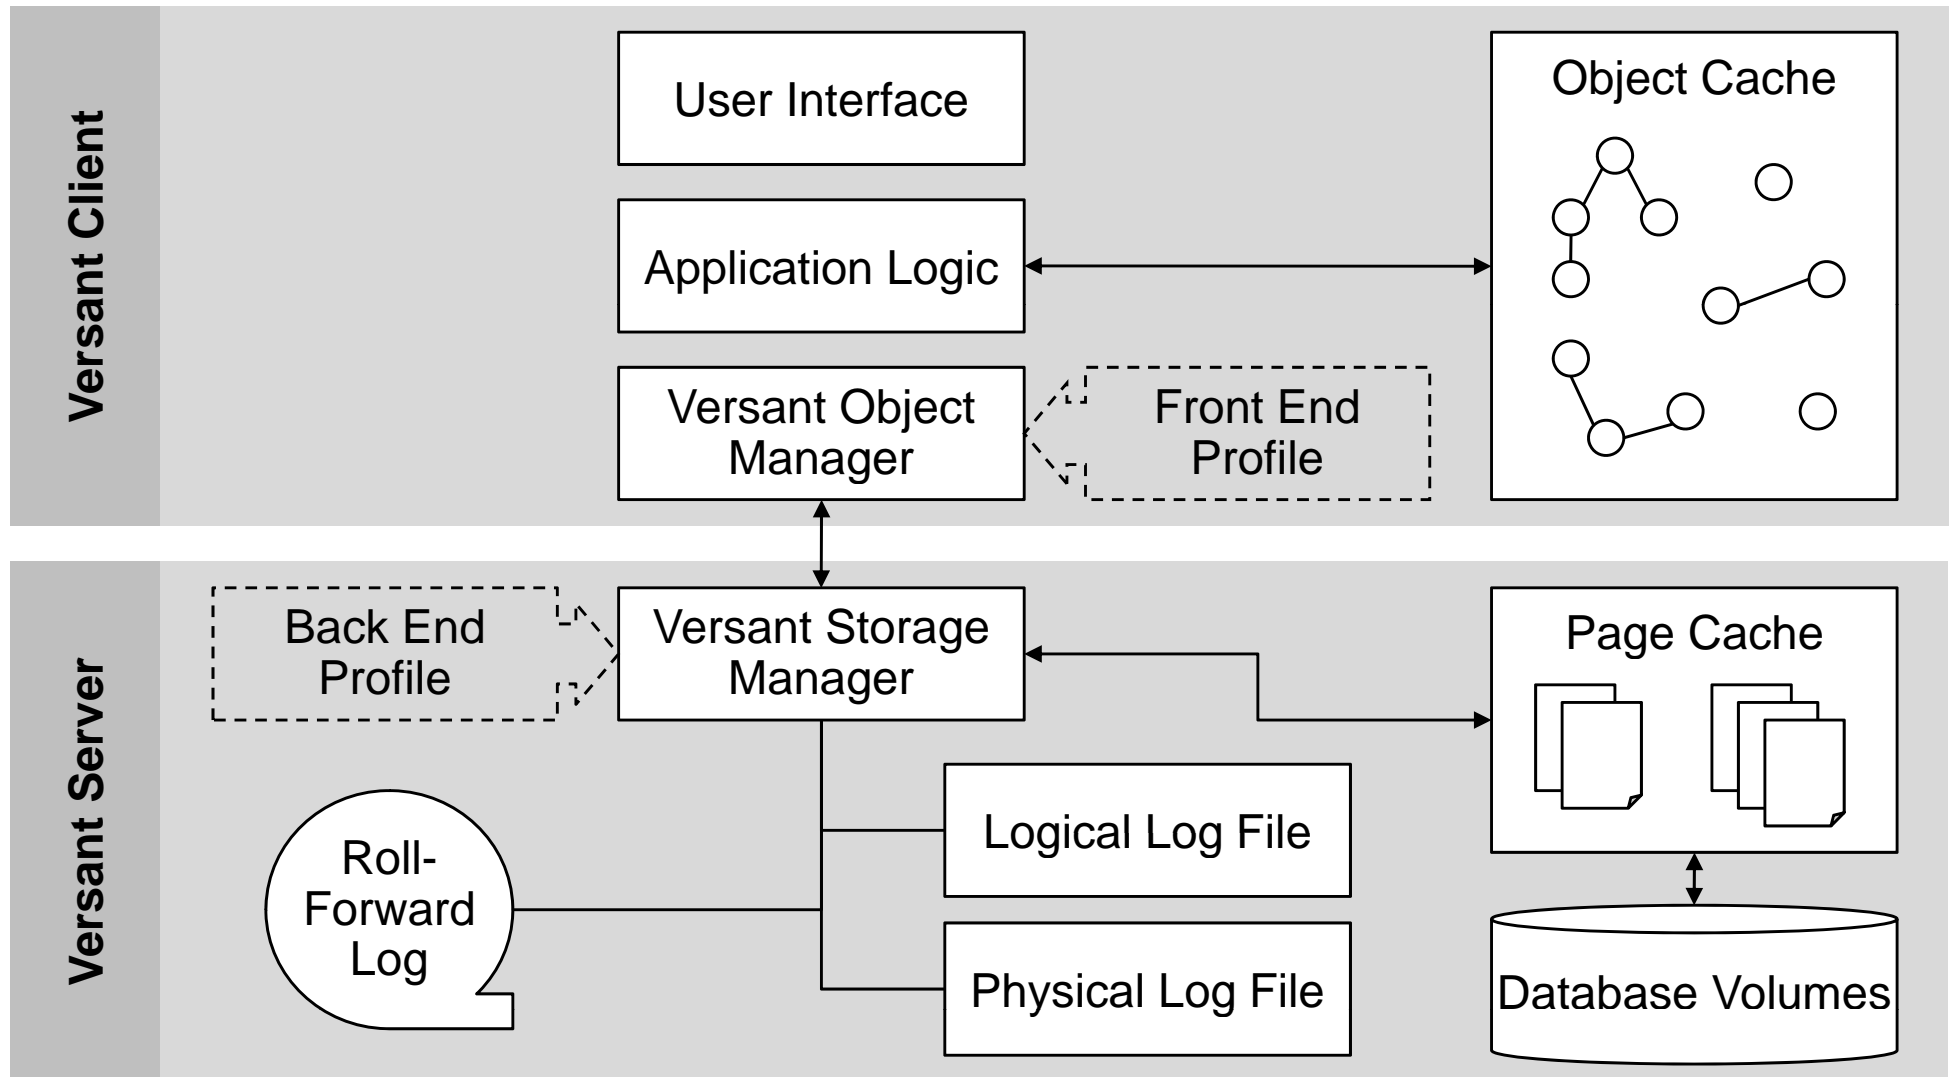 Versant Client
User Interface
Object Cache
Application Logic
Versant Object
Manager
Front End
Profile
Versant Server
Back End
Profile
Versant Storage
Manager
Page Cache
Roll-
Forward
Log
Logical Log File
Physical Log File
Database Volumes